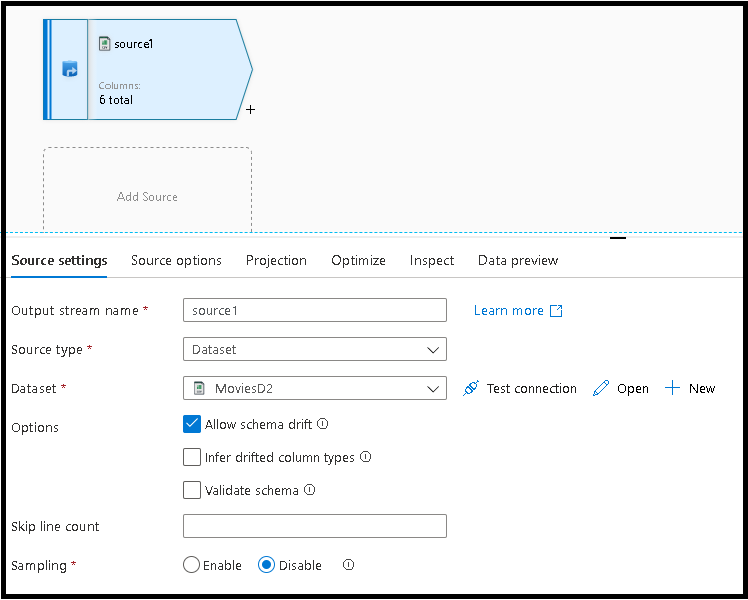 source1
Columns:
6 total
+
Add Source
Source settings Source options Projection Optimize Inspect Data preview
Output stream name * source1 Learn more
Source type * Dataset
Dataset * MoviesD2 Test connection Open New
Options Allow schema drift
Infer drifted column types
Validate schema
Skip line count
Sampling * Enable Disable